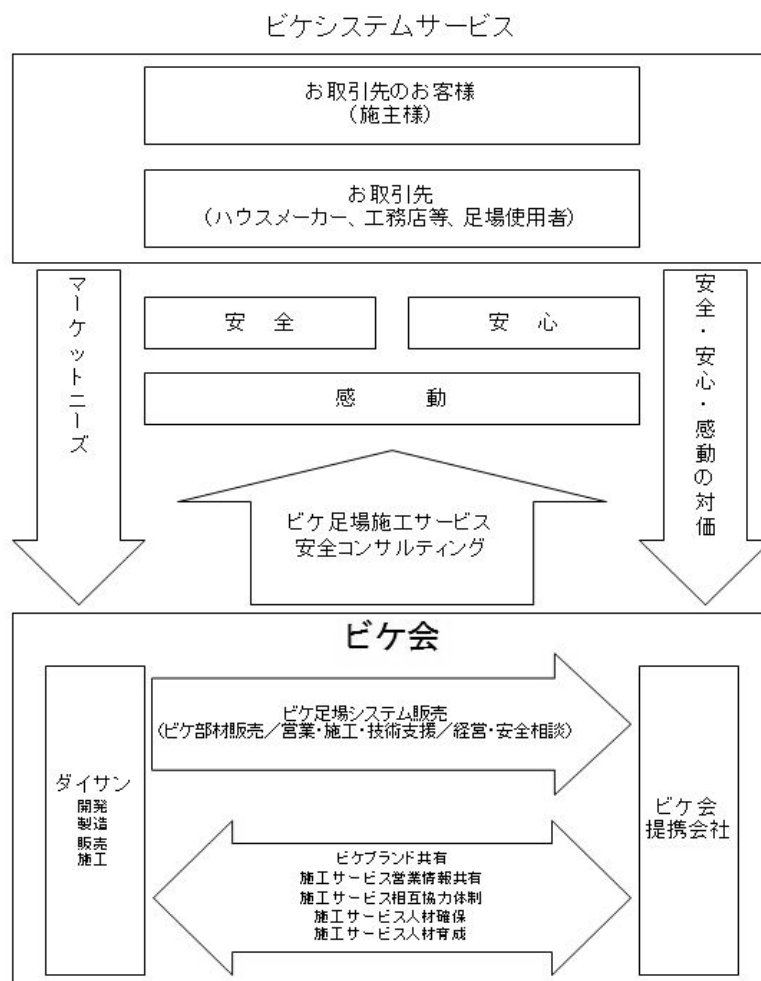 ビケシステムサービス
お取引先のお客様
(施主様)
お取引先
(ハウスメーカー、工務店等、足場使用者)
マーケットニーズ
安　全
安　心
感　動
安全・安心・感動の対価
ビケ足場施工サービス
安全コンサルティング
ビケ会
ダイサン
開発
製造
販売
施工
ビケ足場システム販売
(ビケ部材販売／営業・施工・技術支援／経営・安全相談)
ビケ会
提携会社
ビケブランド共有
施工サービス営業情報共有
施工サービス相互協力体制
施工サービス人材確保
施工サービス人材育成